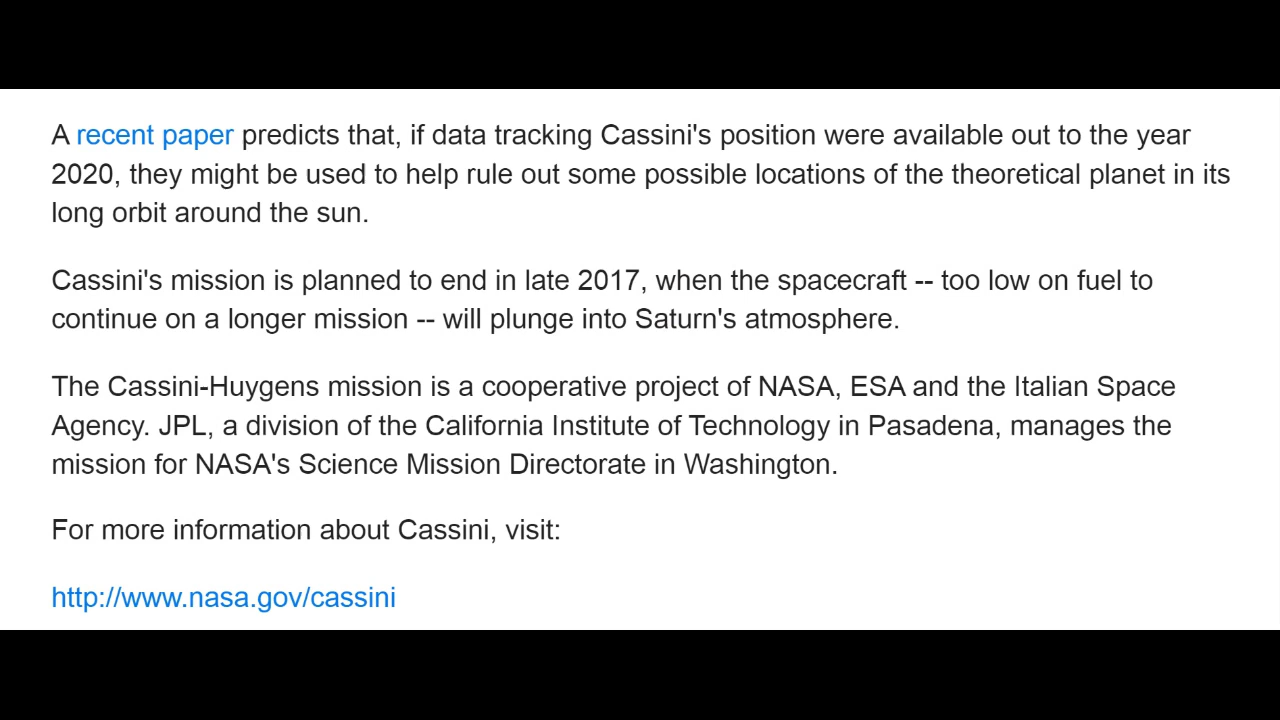 A recent paper predicts that, if data tracking Cassini's position were available out to the year
2020, they might be used to help rule out some possible locations of the theoretical planet in its
long orbit around the sun.
Cassini's mission is planned to end in late 2017, when the spacecraft -- too low on fuel to
continue on a longer mission -- will plunge into Saturn's atmosphere.
The Cassini-Huygens mission is a cooperative project of NASA, ESA and the Italian Space
Agency. JPL, a division of the California Institute of Technology in Pasadena, manages the
mission for NASA's Science Mission Directorate in Washington.
For more information about Cassini, visit:
http://www.nasa.gov/cassini